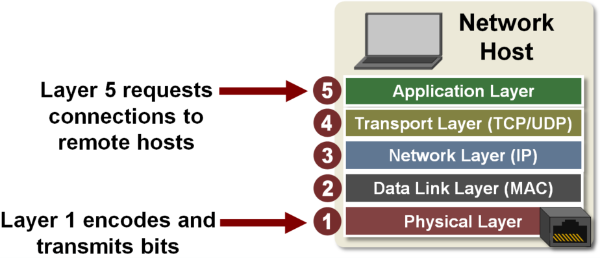 Network
Host
Layer 5 requests
connections to
remote hosts
5 Application Layer
4 Transport Layer (TCP/UDP)
3 Network Layer (IP)
2 Data Link Layer (MAC)
Layer 1 encodes and
transmits bits
1 Physical Layer